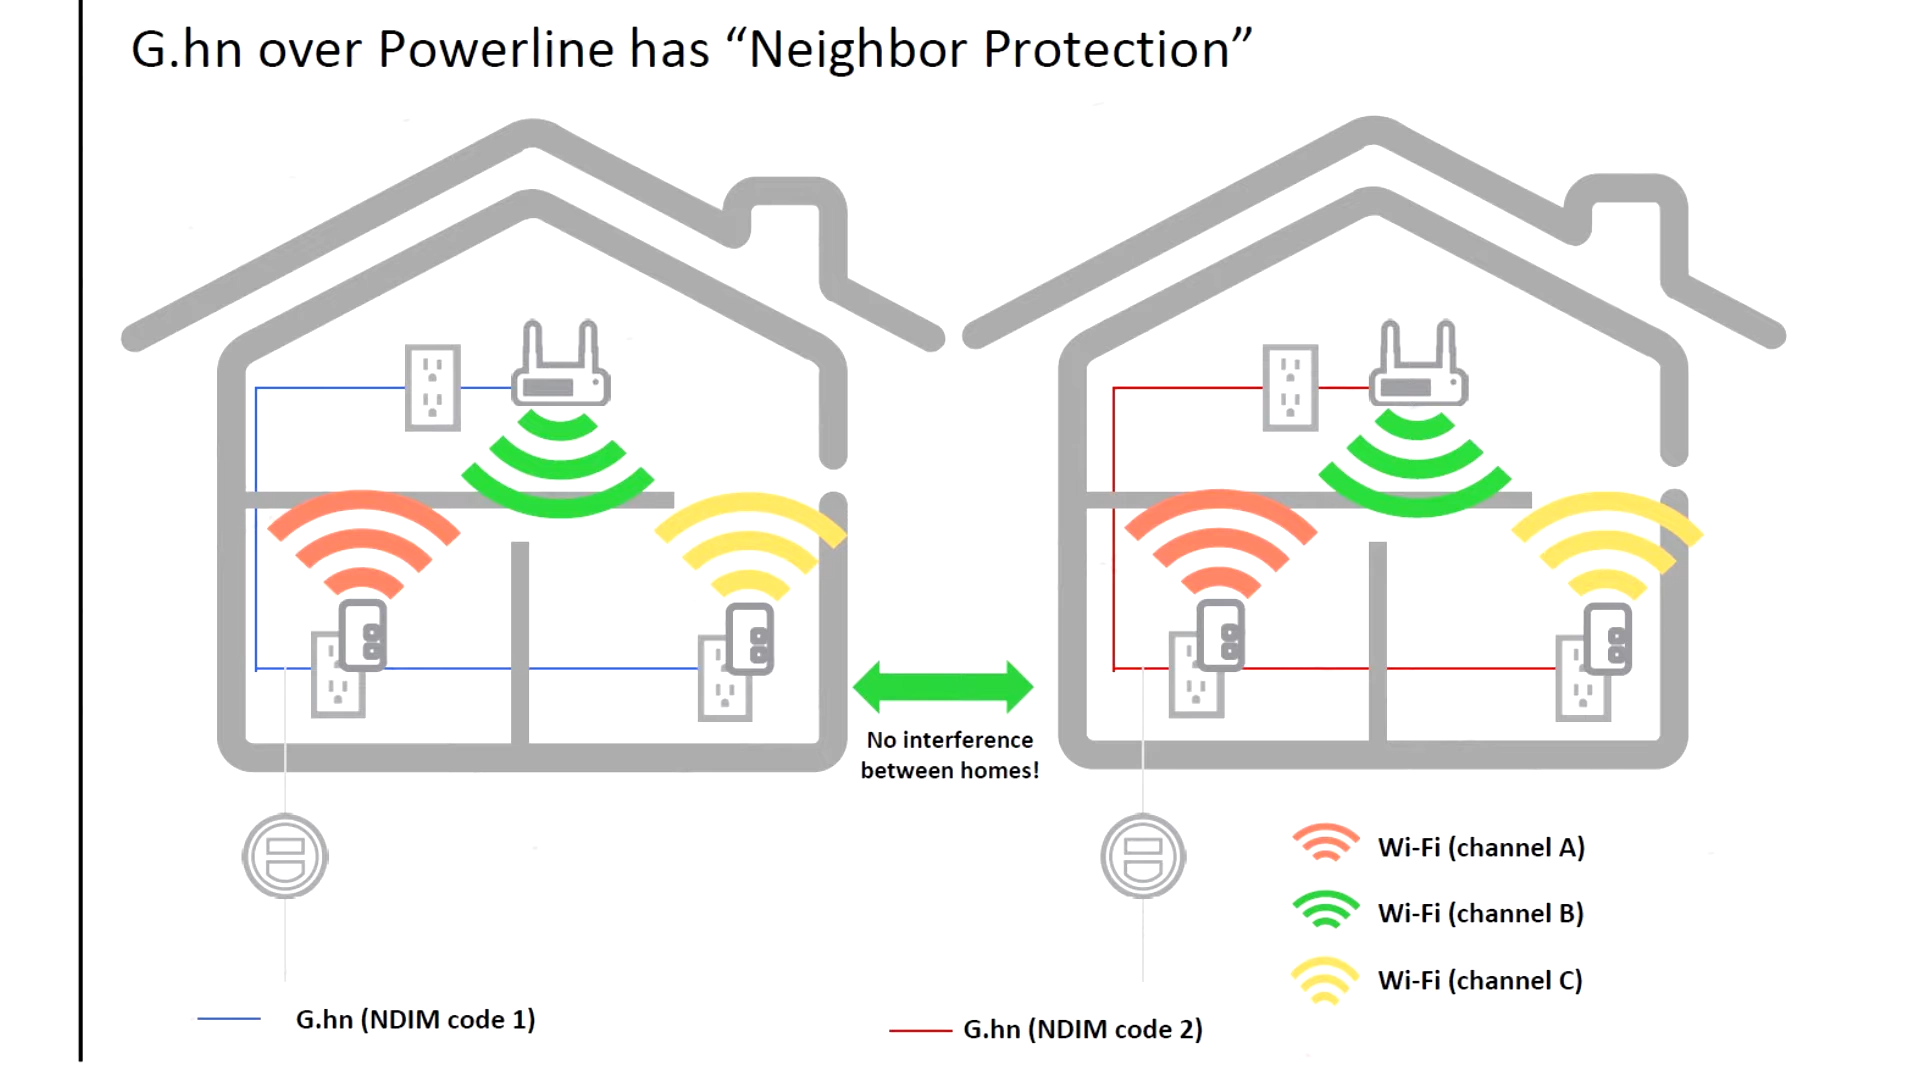 G.hn over Powerline has “Neighbor Protection”
No interference
between homes!
Wi-Fi (channel A)
Wi-Fi (channel B)
Wi-Fi (channel C)
G.hn (NDIM code 1)
G.hn (NDIM code 2)